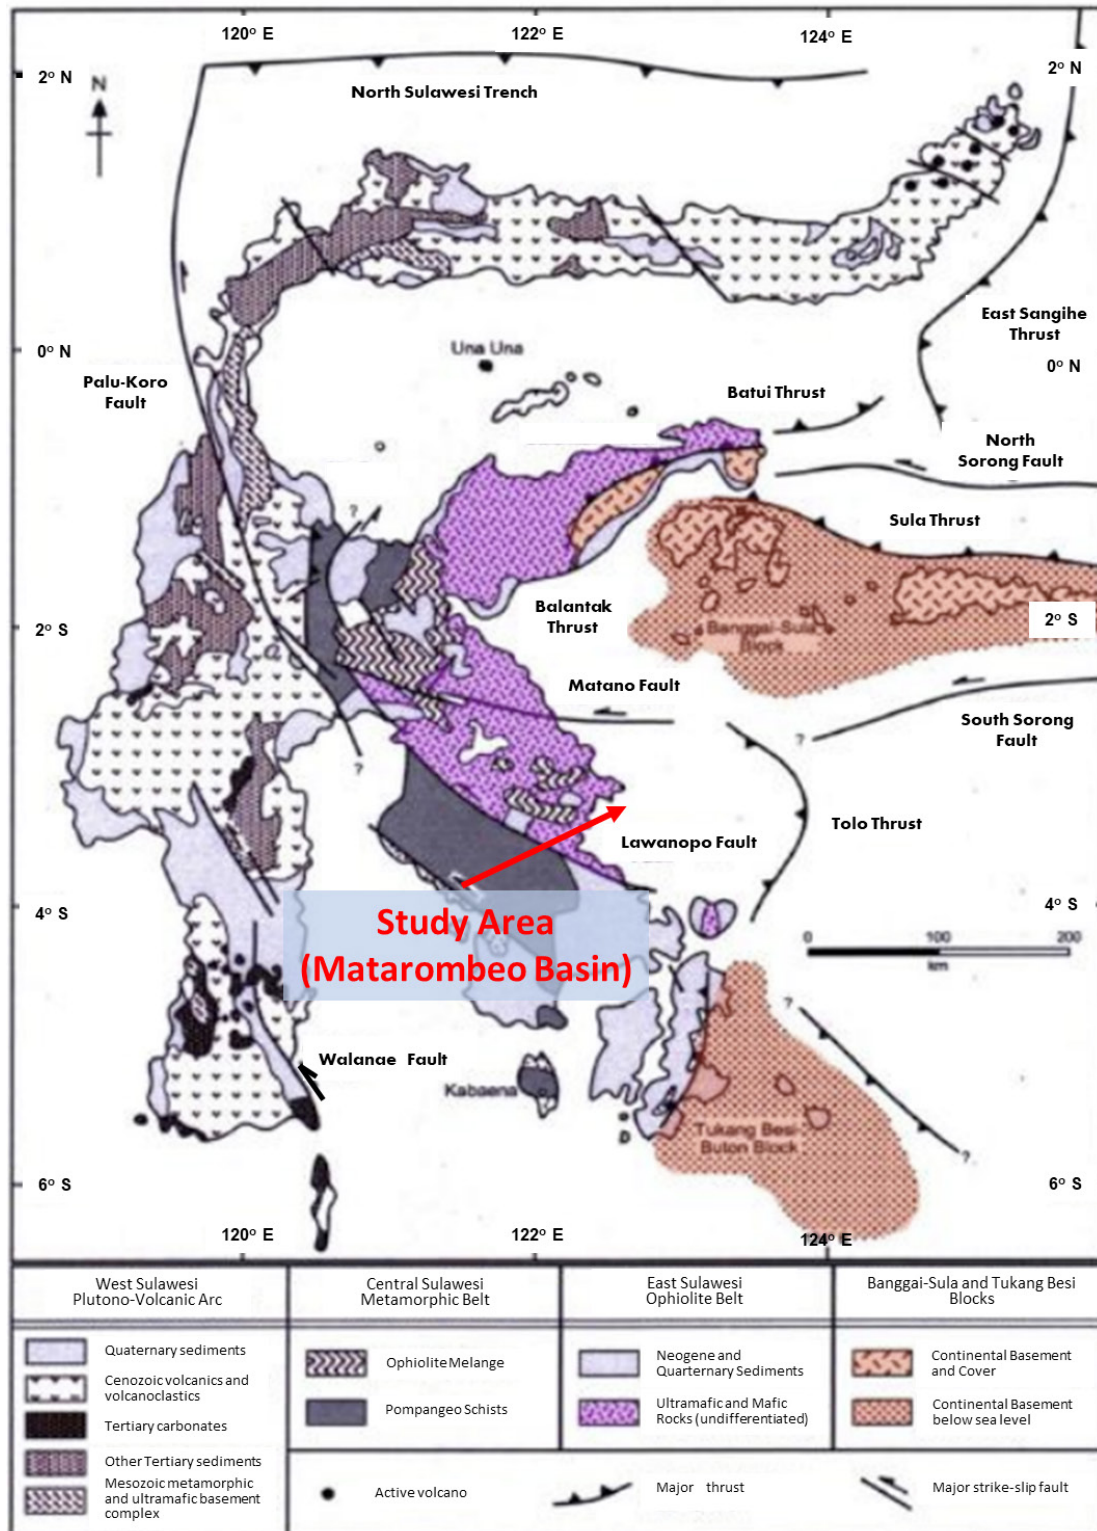 120° E
122° E
124° E
2° N
2° N
N
North Sulawesi Trench
East Sangihe
Thrust
Una Una
0° N
0° N
Palu-Koro
Fault
Batui Thrust
North
Sorong Fault
?
Sula Thrust
Balantak
Thrust
2° S
2° S
Banggai-Sula
Block
Matano Fault
South Sorong
Fault
?
?
Tolo Thrust
Lawanopo Fault
4° S
4° S
Study Area
(Matarombeo Basin)
0
100
200
km
?
Walanae Fault
Kabaena
Tukang Besi-
Buton Block
?
6° S
6° S
120° E
122° E
124° E
West Sulawesi
Plutono-Volcanic Arc
Central Sulawesi
Metamorphic Belt
East Sulawesi
Ophiolite Belt
Banggai-Sula and Tukang Besi
Blocks
Quaternary sediments
Cenozoic volcanics and
volcanoclastics
Tertiary carbonates
Other Tertiary sediments
Mesozoic metamorphic
and ultramafic basement
complex
Ophiolite Melange
Pompangeo Schists
Neogene and
Quarternary Sediments
Ultramafic and Mafic
Rocks (undifferentiated)
Continental Basement
and Cover
Continental Basement
below sea level
Active volcano
Major thrust
Major strike-slip fault